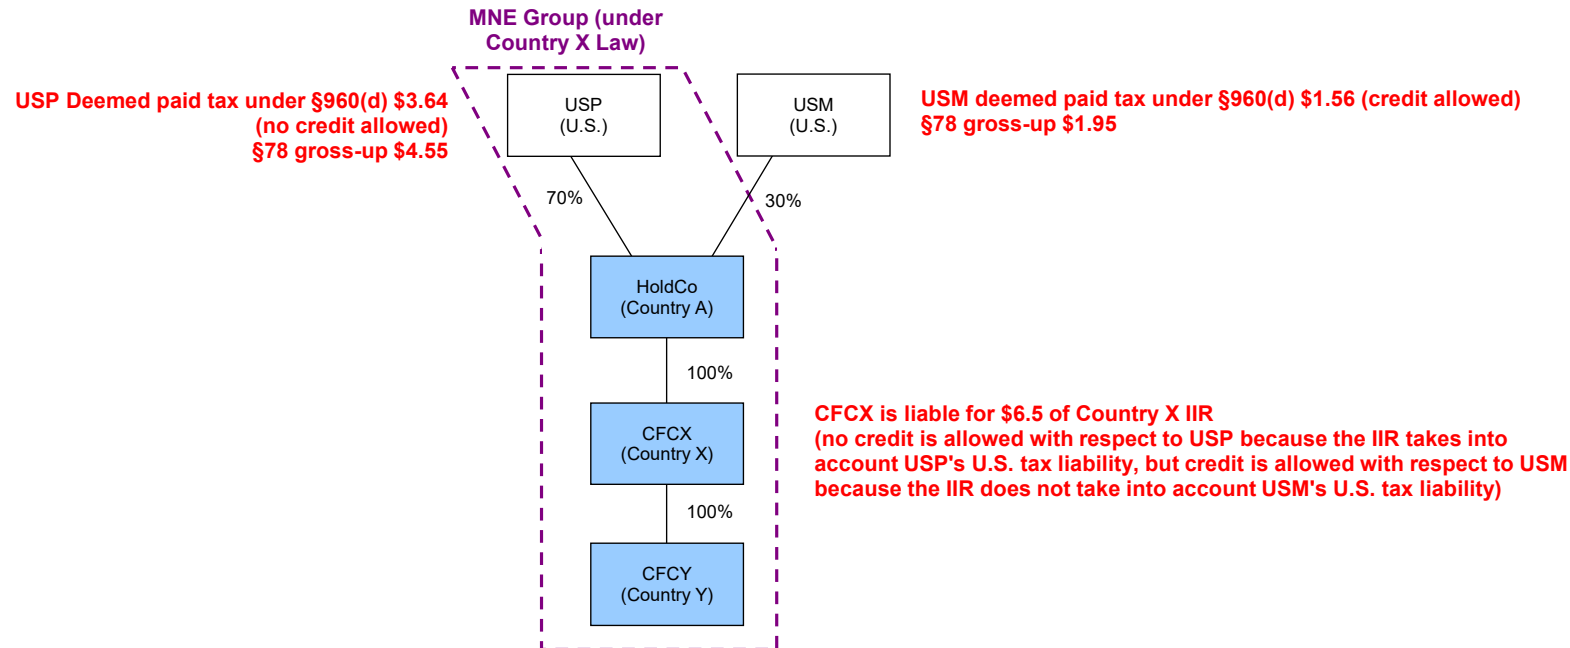 MNE Group (under
Country X Law)
USP Deemed paid tax under §960(d) $3.64
(no credit allowed)
§78 gross-up $4.55
USP
(U.S.)
USM
(U.S.)
USM deemed paid tax under §960(d) $1.56 (credit allowed)
§78 gross-up $1.95
70%
30%
HoldCo
(Country A)
100%
CFCX
(Country X)
CFCX is liable for $6.5 of Country X IIR
(no credit is allowed with respect to USP because the IIR takes into
account USP's U.S. tax liability, but credit is allowed with respect to USM
because the IIR does not take into account USM's U.S. tax liability)
100%
CFCY
(Country Y)